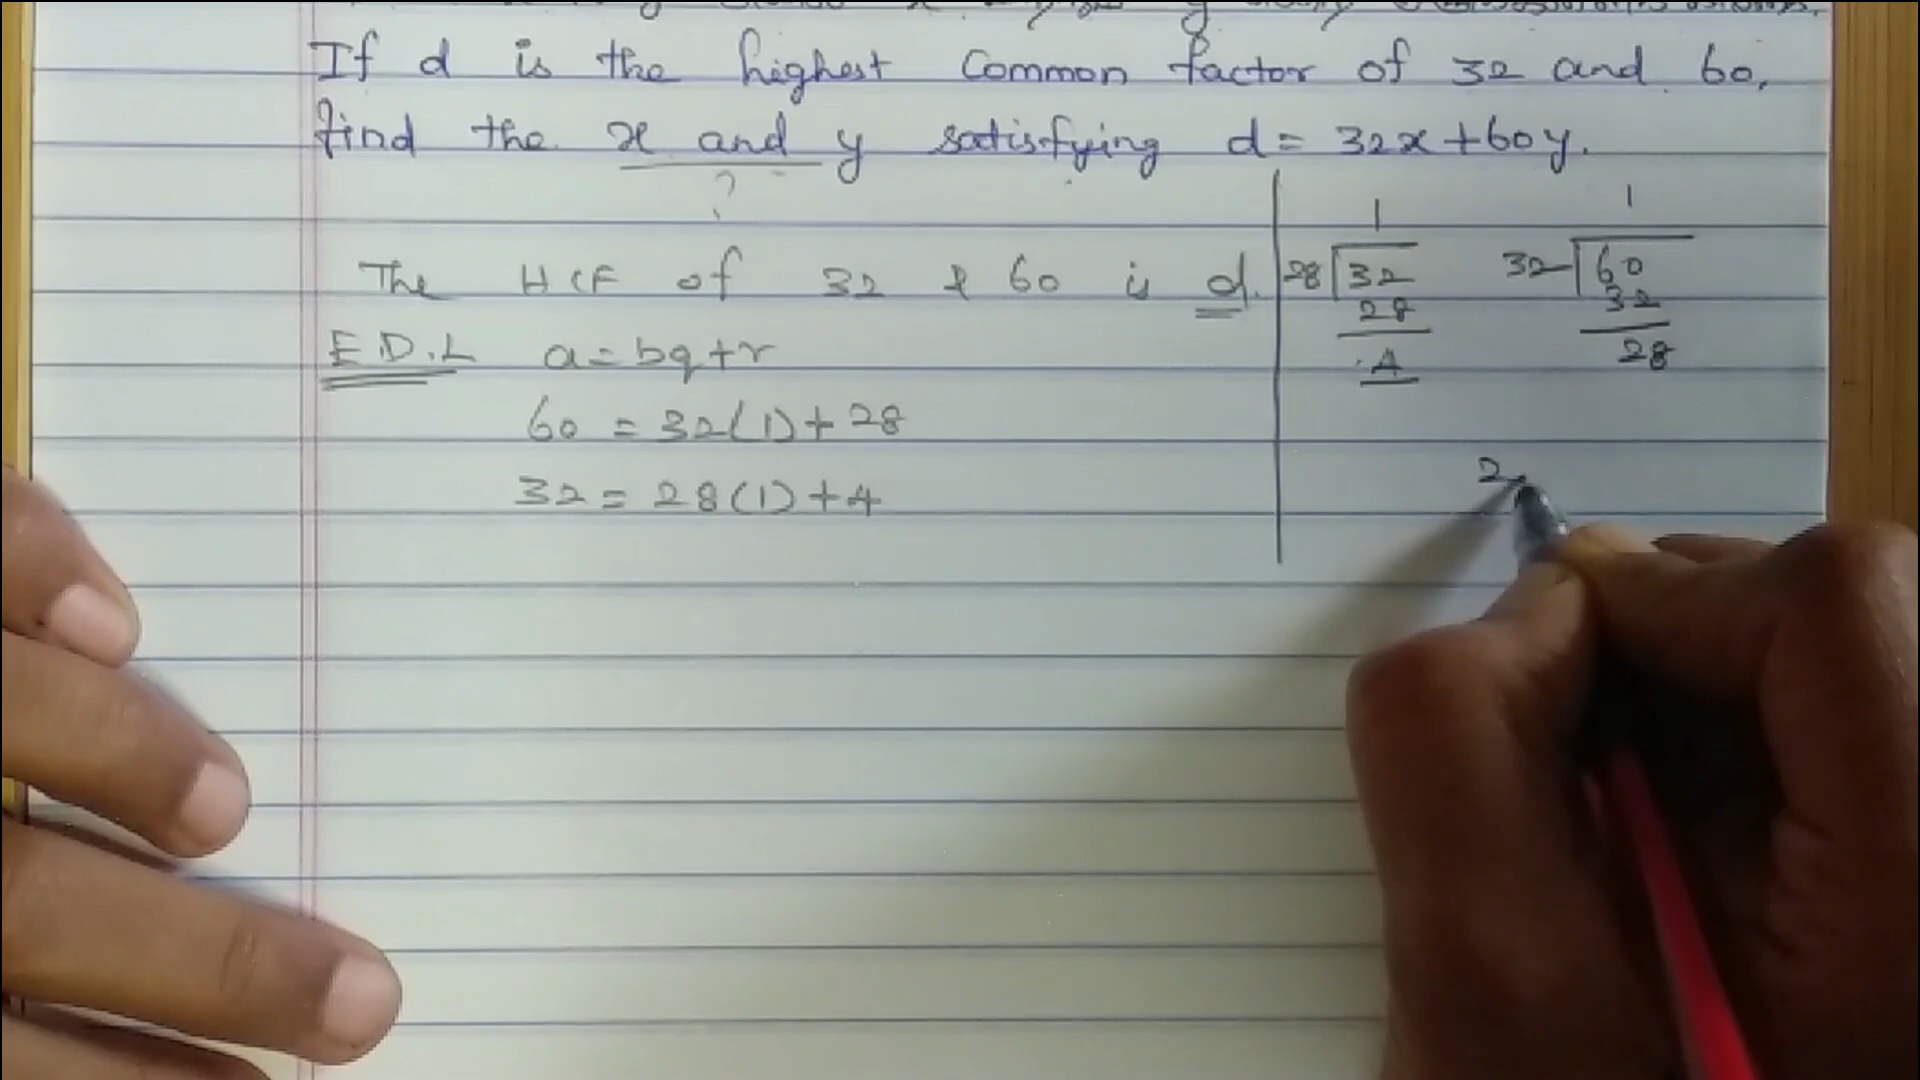 If d is the highest Common factor of 32 and 60,
find the x and y satisfying d = 32x + 60y.
?
The HCF of 32 & 60 is d.
E.D.L a = bq + r
60 = 32(1) + 28
32 = 28(1) + 4
1
28 32
28
4
1
32 60
32
28
2